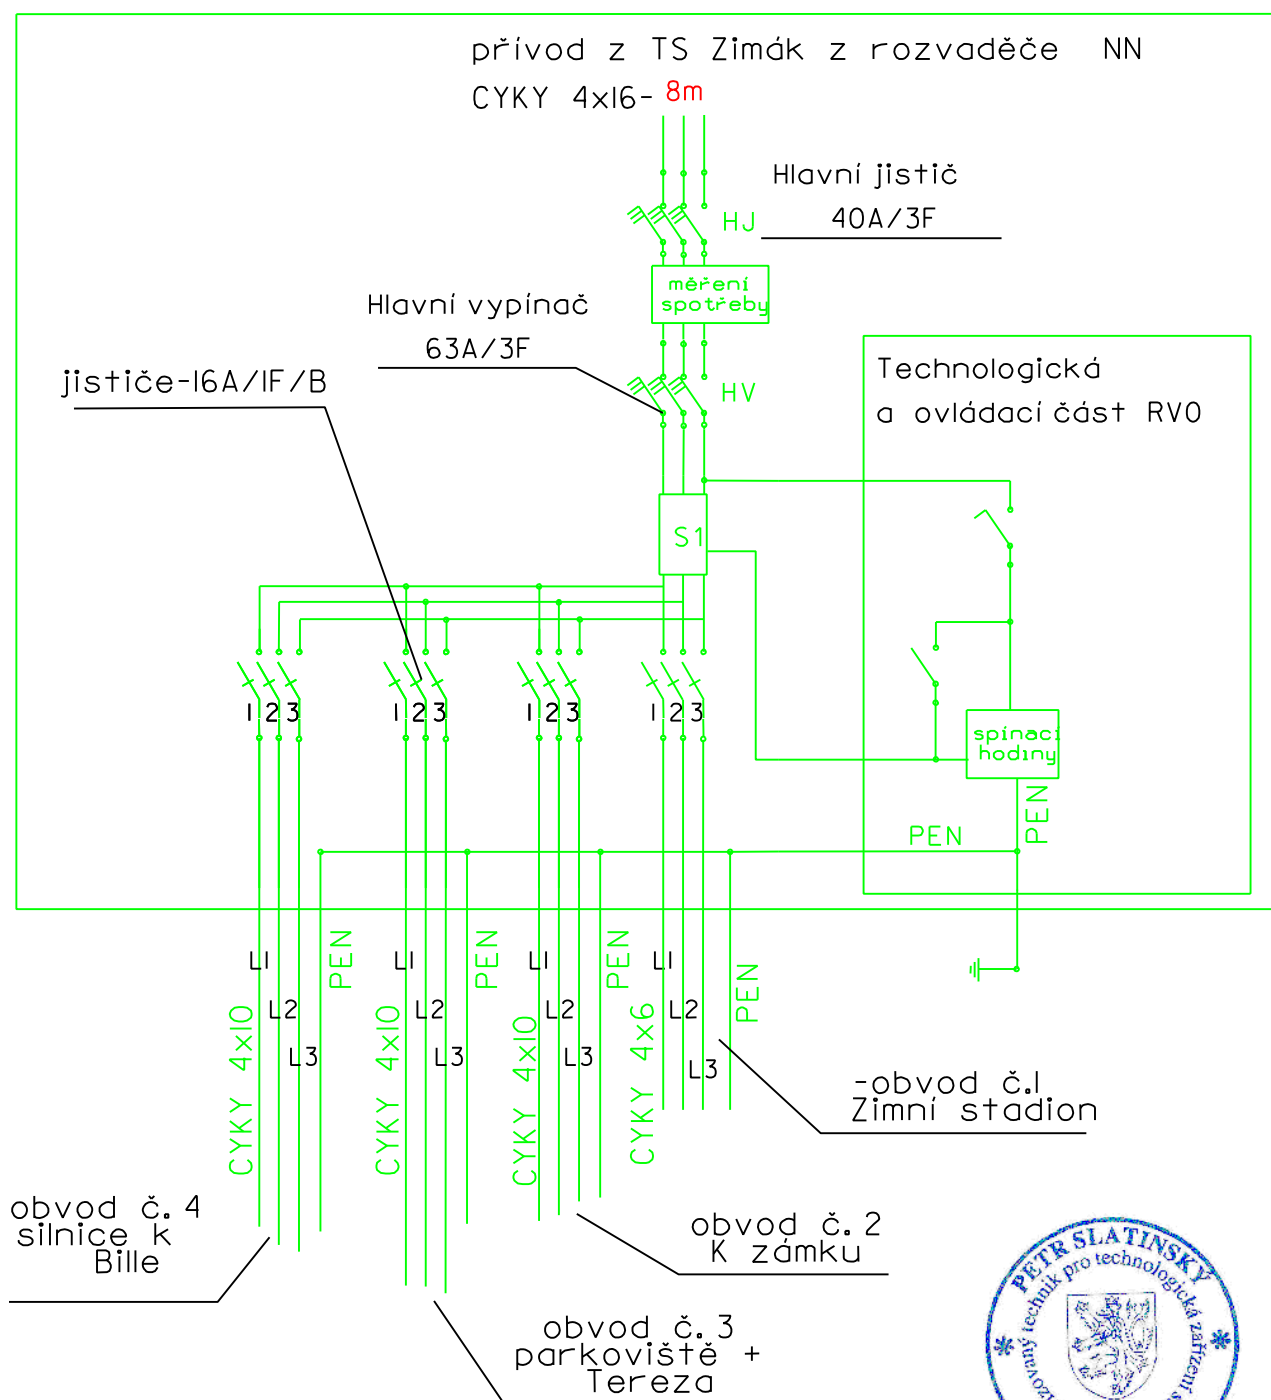 přívod z TS Zimák z rozvaděče NN
CYKY 4x16- 8m
Hlavní jistič
40A/3F
HJ
měření
spotřeby
Hlavní vypínač
63A/3F
HV
jističe-16A/1F/B
Technologická
a ovládací část RVO
S1
1 2 3
1 2 3
1 2 3
1 2 3
spínací
hodiny
PEN
PEN
L1
L2
L3
PEN
CYKY 4x10
L1
L2
L3
PEN
CYKY 4x10
L1
L2
L3
PEN
CYKY 4x10
L1
L2
L3
PEN
CYKY 4x6
-obvod č.1
Zimní stadion
obvod č. 4
silnice k
Bille
obvod č. 2
K zámku
obvod č. 3
parkoviště +
Tereza
PETR SLATINSKÝ
technik pro technologická zařízení